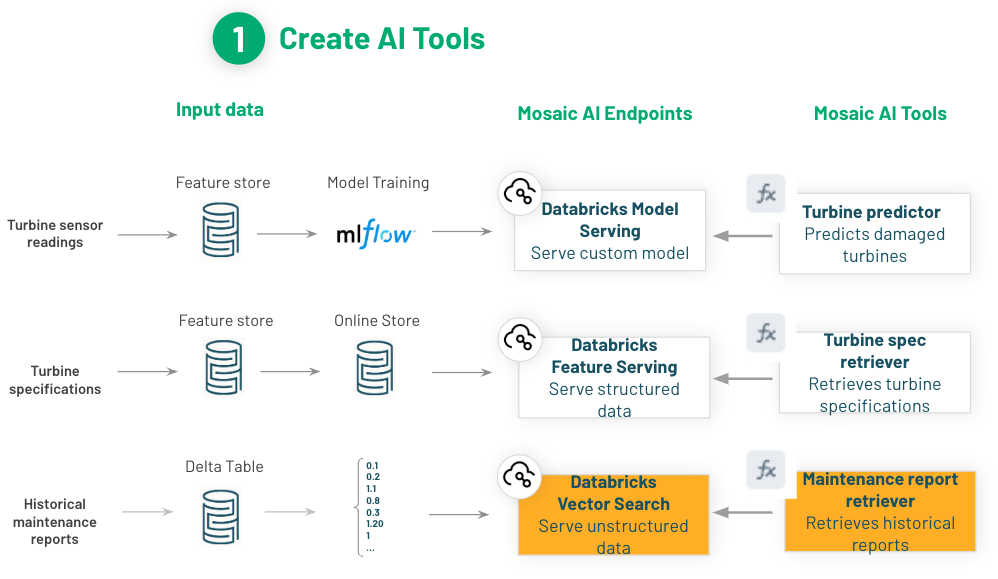 1 Create AI Tools
Input data
Mosaic AI Endpoints
Mosaic AI Tools
Feature store
Model Training
Turbine sensor
readings
mlflow
Databricks Model
Serving
Serve custom model
fx
Turbine predictor
Predicts damaged
turbines
Feature store
Online Store
Turbine
specifications
Databricks
Feature Serving
Serve structured
data
fx
Turbine spec
retriever
Retrieves turbine
specifications
Delta Table
Historical
maintenance
reports
0.1
0.2
1.1
0.8
0.3
1.20
1
...
Databricks
Vector Search
Serve unstructured
data
fx
Maintenance report
retriever
Retrieves historical
reports